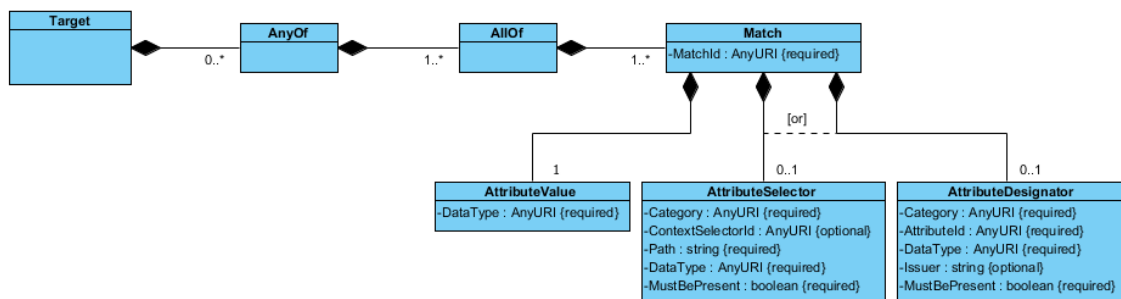 Target
AnyOf
AllOf
Match
-MatchId : AnyURI {required}
0..*
1..*
1..*
[or]
1
0..1
0..1
AttributeValue
-DataType : AnyURI {required}
AttributeSelector
-Category : AnyURI {required}
-ContextSelectorId : AnyURI {optional}
-Path : string {required}
-DataType : AnyURI {required}
-MustBePresent : boolean {required}
AttributeDesignator
-Category : AnyURI {required}
-AttributeId : AnyURI {required}
-DataType : AnyURI {required}
-Issuer : string {optional}
-MustBePresent : boolean {required}